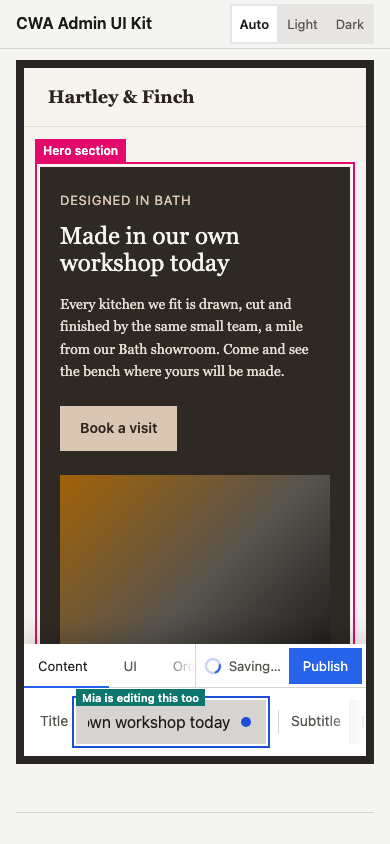 CWA Admin UI Kit
Auto Light Dark
Hartley & Finch
Hero section
DESIGNED IN BATH
Made in our own
workshop today
Every kitchen we fit is drawn, cut and
finished by the same small team, a mile
from our Bath showroom. Come and see
the bench where yours will be made.
Book a visit
Content UI Saving... Publish
Mia is editing this too
Title workshop today Subtitle